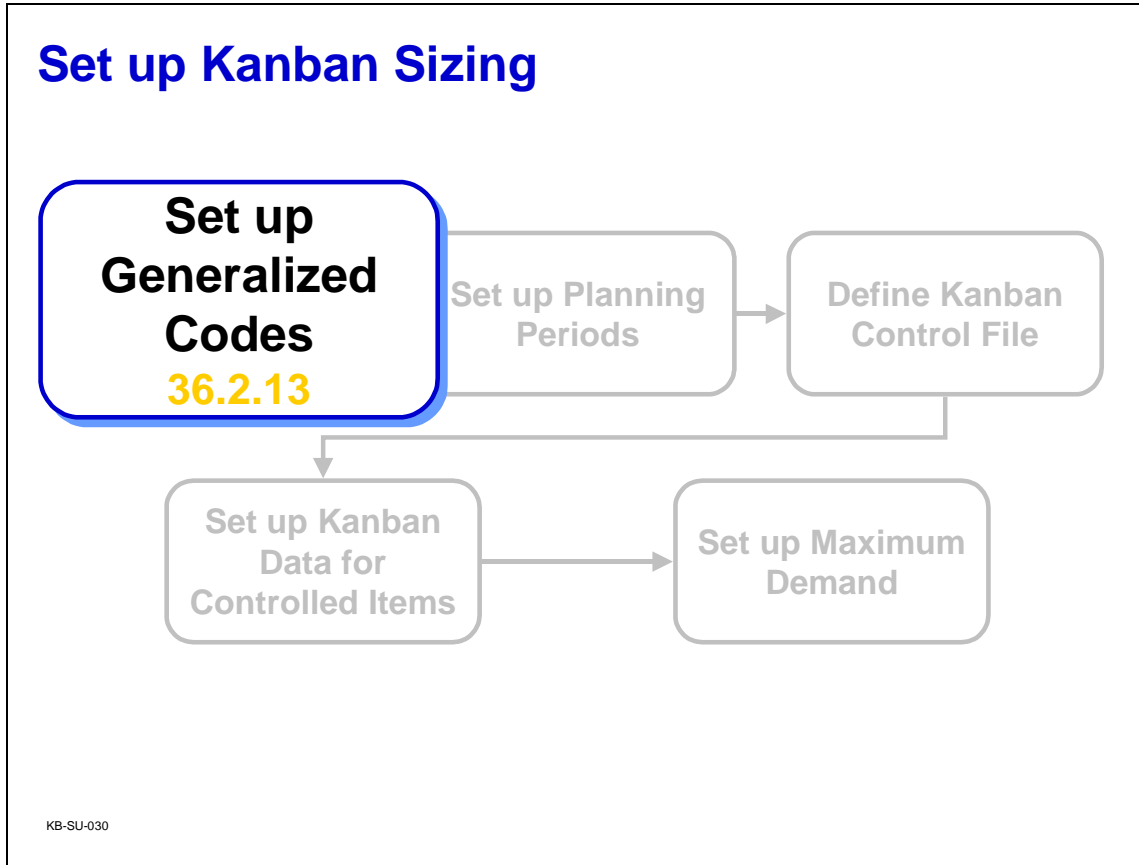 Set up Kanban Sizing
Set up
Generalized
Codes
36.2.13
Set up Planning
Periods
Define Kanban
Control File
Set up Kanban
Data for
Controlled Items
Set up Maximum
Demand
KB-SU-030